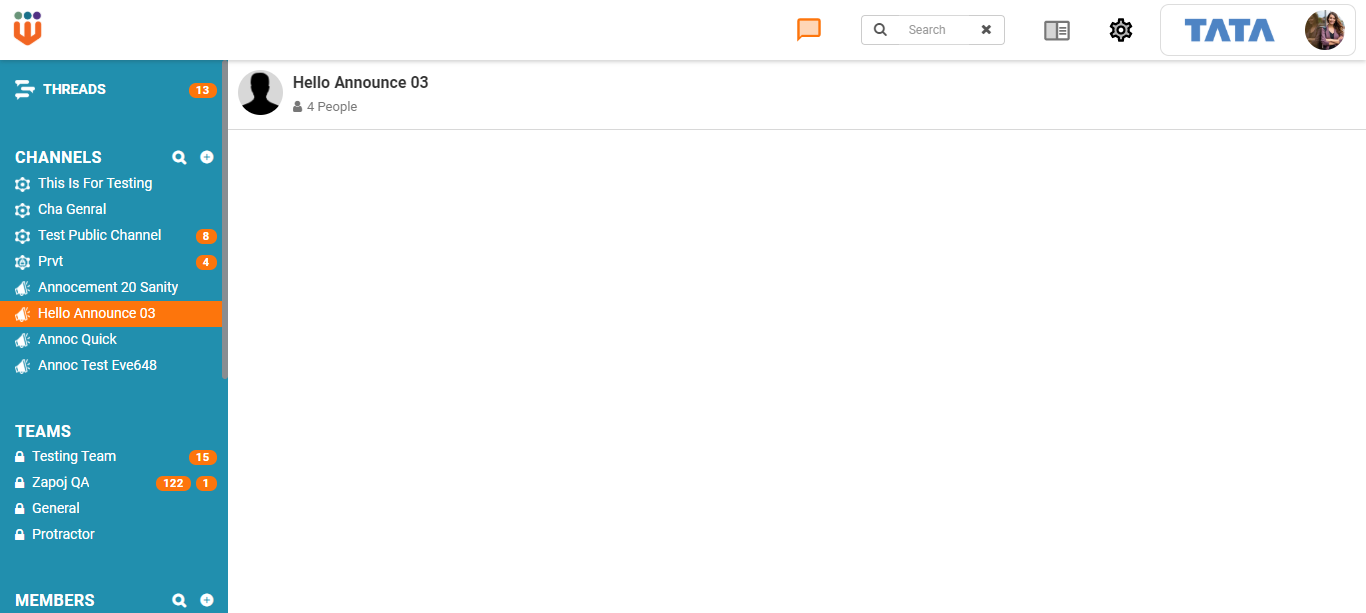 Search
TATA
THREADS 13
Hello Announce 03
4 People
CHANNELS
This Is For Testing
Cha Genral
Test Public Channel 8
Prvt 4
Annocement 20 Sanity
Hello Announce 03
Annoc Quick
Annoc Test Eve648
TEAMS
Testing Team 15
Zapoj QA 122 1
General
Protractor
MEMBERS